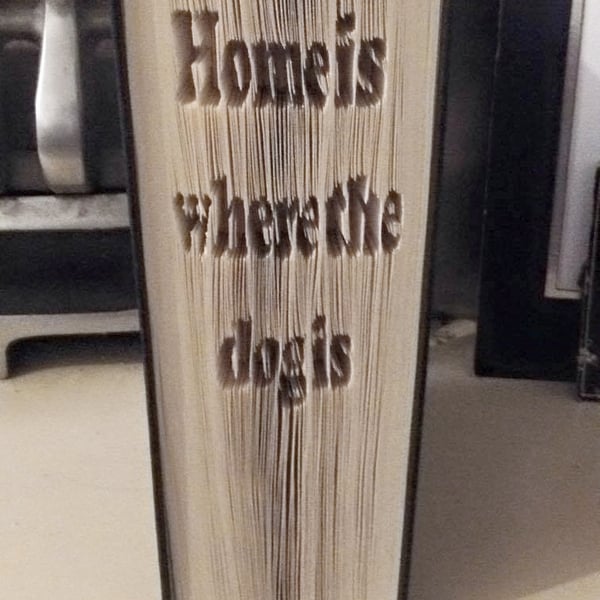 Home is
where the
dog is